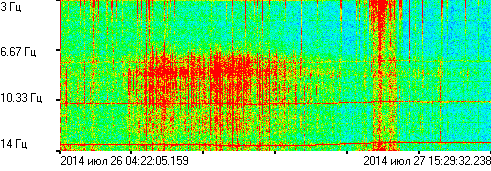 3 Гц
6.67 Гц
10.33 Гц
14 Гц
2014 июл 26 04:22:05.159 2014 июл 27 15:29:32.238